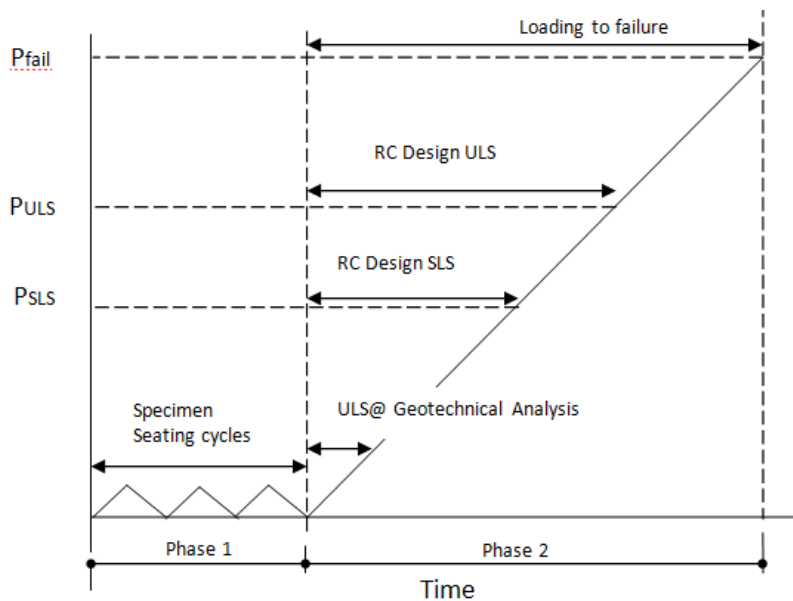 Loading to failure
Pfail
RC Design ULS
PULS
RC Design SLS
PSLS
Specimen
Seating cycles
ULS@ Geotechnical Analysis
Phase 1
Phase 2
Time